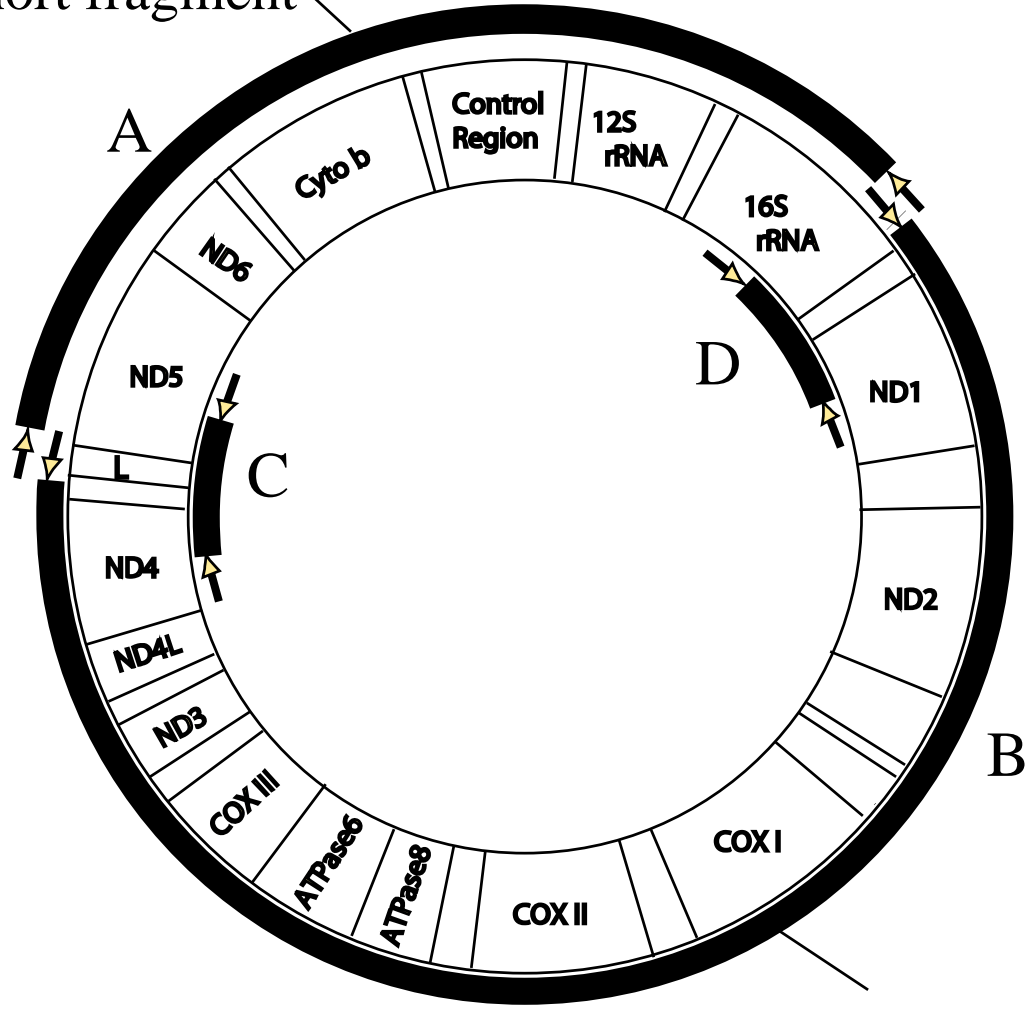 fragment
A
Control
Region
12S
rRNA
Cyto b
16S
rRNA
ND6
D
ND5
ND1
L
C
ND4
ND2
ND4L
ND3
B
COX III
COX I
ATPase6
ATPase8
COX II